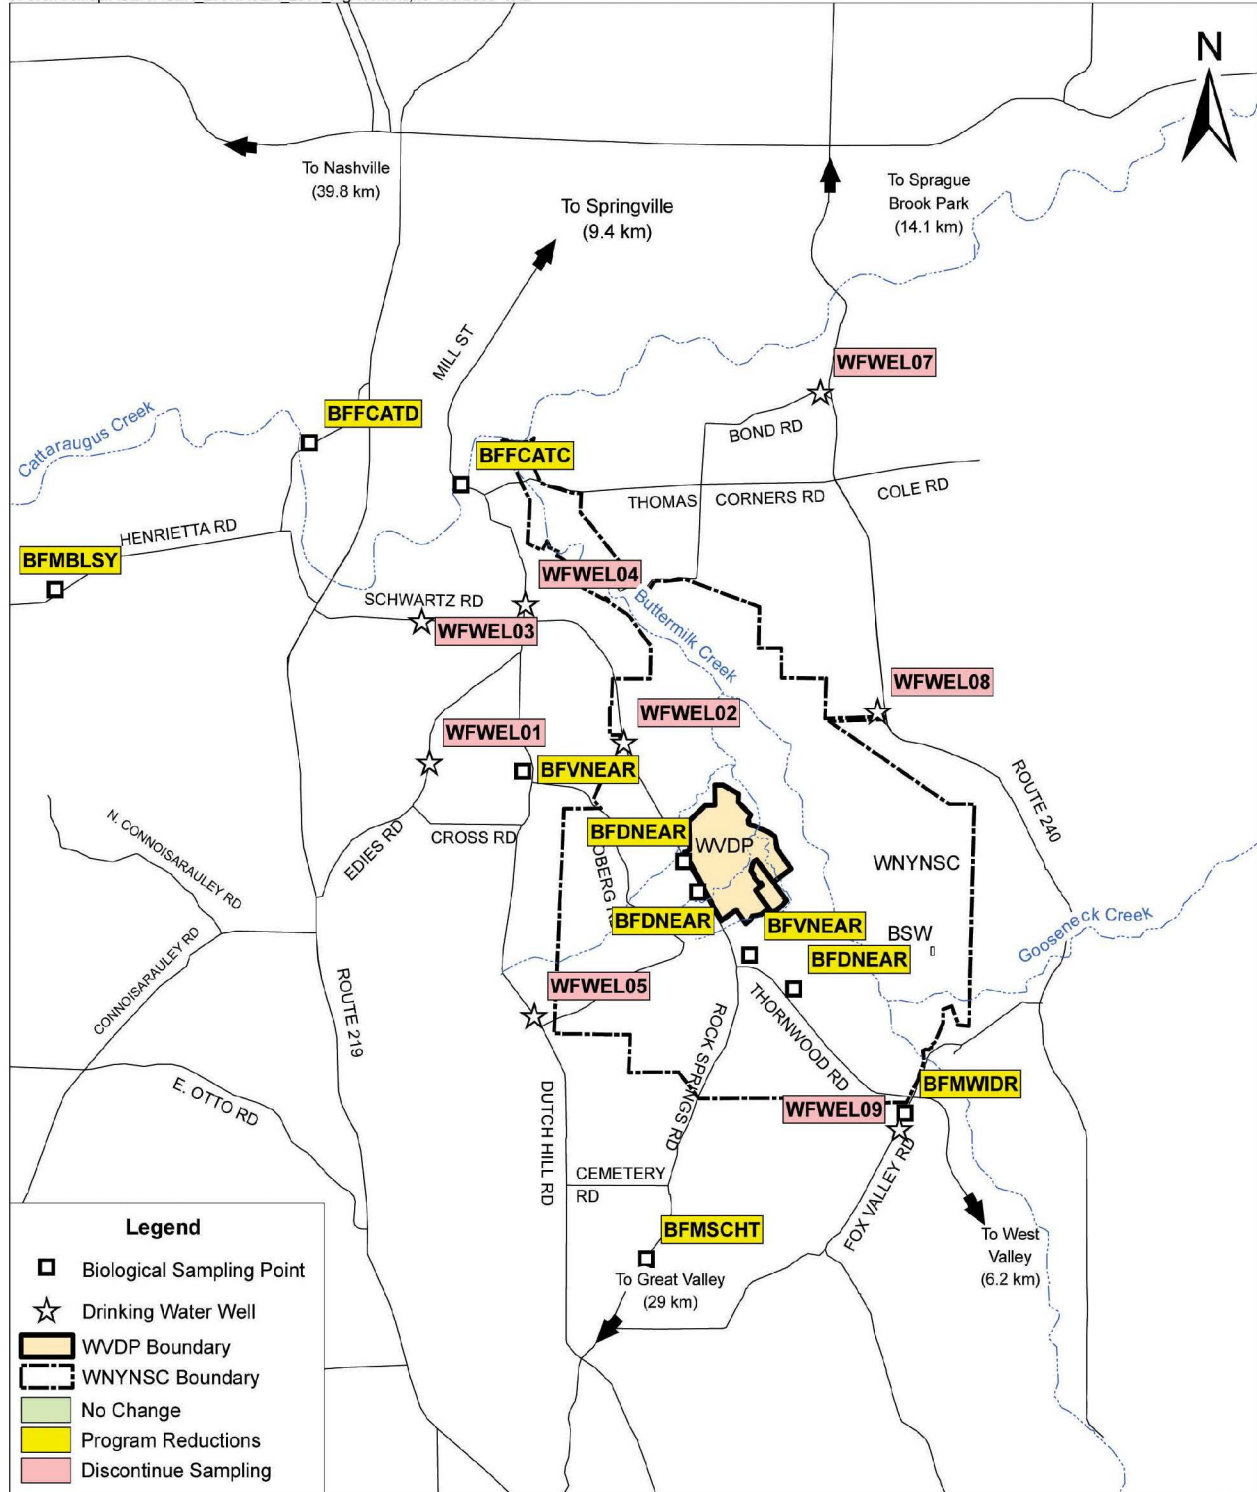 N
To Nashville
(39.8 km)
To Springville
(9.4 km)
To Sprague
Brook Park
(14.1 km)
MILL ST
WFWEL07
BFFCATD
Cattaraugus Creek
BOND RD
BFFCATC
THOMAS CORNERS RD
COLE RD
HENRIETTA RD
BFMBLSY
WFWEL04
SCHWARTZ RD
Buttermilk Creek
WFWEL03
WFWEL08
WFWEL02
WFWEL01
BFVNEAR
ROUTE 240
N. CONNOISARAULEY RD
EDIES RD
CROSS RD
BFDNEAR
WVDP
WNYNSC
BFDNEAR
BFVNEAR
BSW
Gooseneck Creek
CONNOISARAULEY RD
BFDNEAR
ROUTE 219
WFWEL05
THORNWOOD RD
ROCK SPRINGS RD
E. OTTO RD
DUTCH HILL RD
BFMWIDR
WFWEL09
CEMETERY
RD
FOX VALLEY RD
BFMSCHT
To West
Valley
(6.2 km)
To Great Valley
(29 km)
Legend
Biological Sampling Point
Drinking Water Well
WVDP Boundary
WNYNSC Boundary
No Change
Program Reductions
Discontinue Sampling